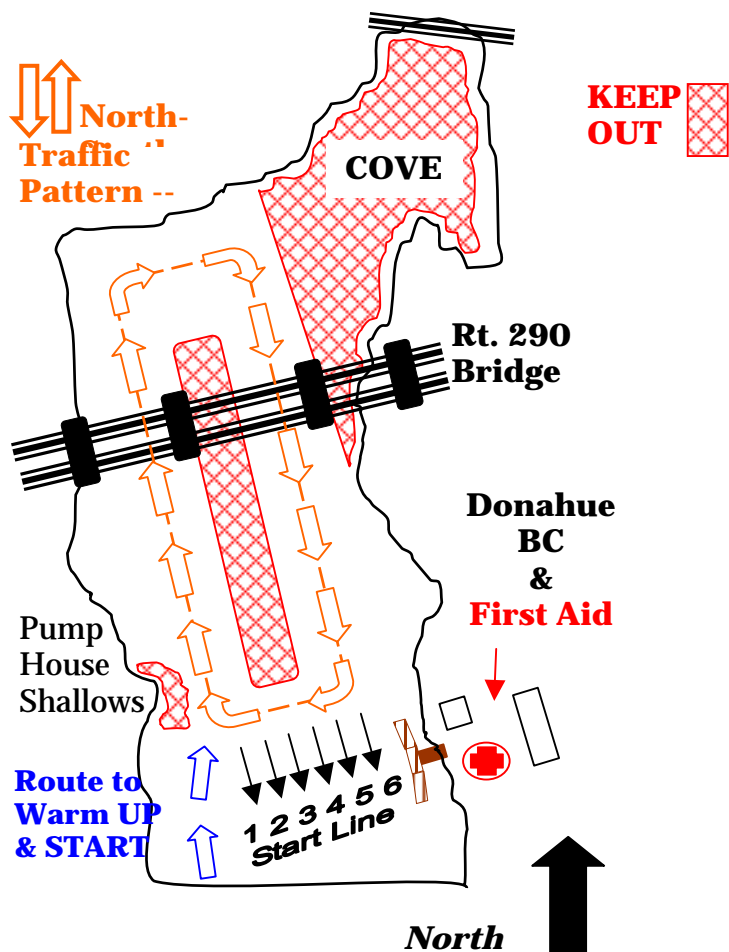 North-
Traffic
Pattern --
KEEP
OUT
COVE
Rt. 290
Bridge
Donahue
BC
&
First Aid
Pump
House
Shallows
Route to
Warm UP
& START
1 2 3 4 5 6
Start Line
North